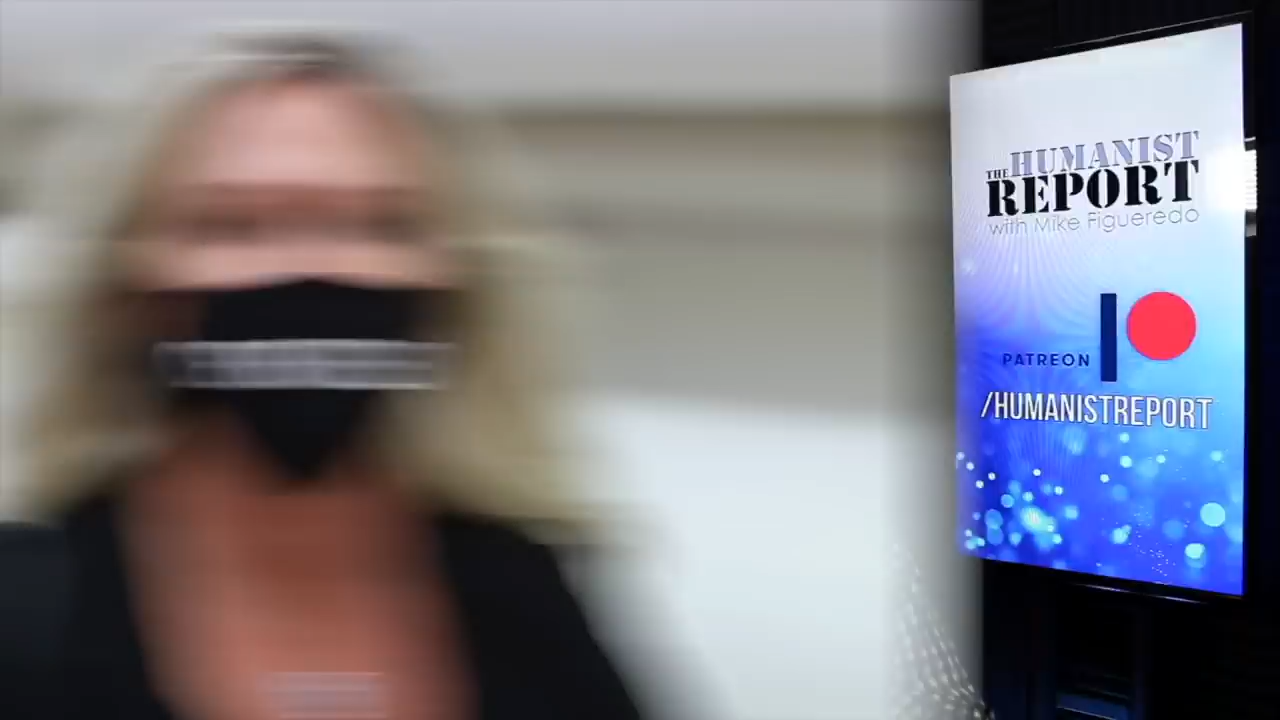 THE HUMANIST
REPORT
with Mike Figueredo
PATREON
/HUMANISTREPORT